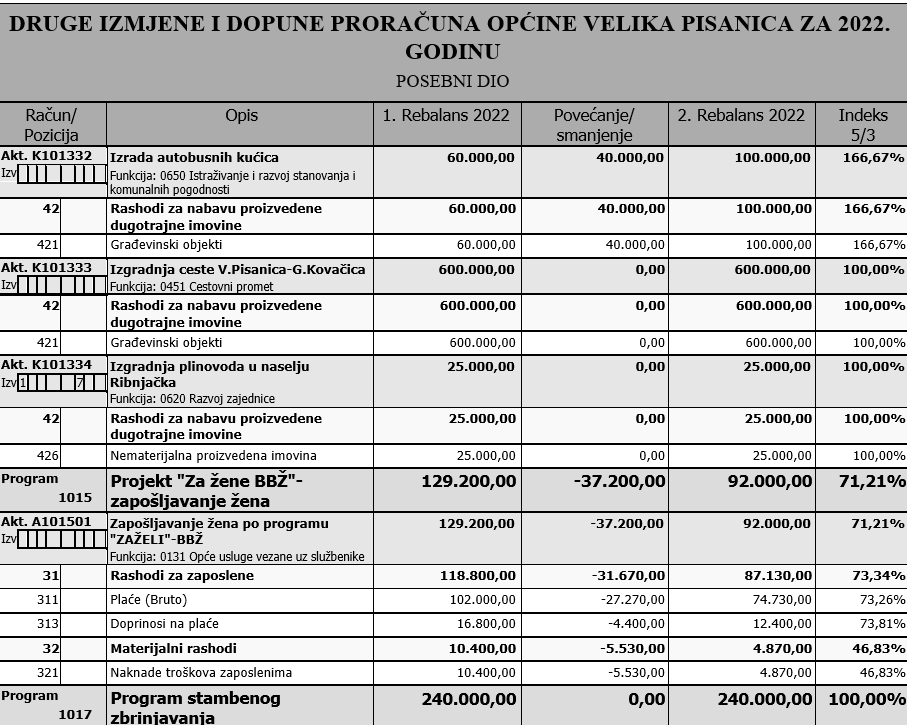 DRUGE IZMJENE I DOPUNE PRORAČUNA OPĆINE VELIKA PISANICA ZA 2022.
GODINU
POSEBNI DIO
Račun/ Opis 1. Rebalans 2022 Povećanje/ 2. Rebalans 2022 Indeks
Pozicija smanjenje 5/3
Akt. K101332 Izrada autobusnih kućica 60.000,00 40.000,00 100.000,00 166,67%
Izv Funkcija: 0650 Istraživanje i razvoj stanovanja i
komunalnih pogodnosti
42 Rashodi za nabavu proizvedene 60.000,00 40.000,00 100.000,00 166,67%
dugotrajne imovine
421 Građevinski objekti 60.000,00 40.000,00 100.000,00 166,67%
Akt. K101333 Izgradnja ceste V.Pisanica-G.Kovačica 600.000,00 0,00 600.000,00 100,00%
Izv Funkcija: 0451 Cestovni promet
42 Rashodi za nabavu proizvedene 600.000,00 0,00 600.000,00 100,00%
dugotrajne imovine
421 Građevinski objekti 600.000,00 0,00 600.000,00 100,00%
Akt. K101334 Izgradnja plinovoda u naselju 25.000,00 0,00 25.000,00 100,00%
Izv 1 7 Ribnjačka
Funkcija: 0620 Razvoj zajednice
42 Rashodi za nabavu proizvedene 25.000,00 0,00 25.000,00 100,00%
dugotrajne imovine
426 Nematerijalna proizvedena imovina 25.000,00 0,00 25.000,00 100,00%
Program Projekt "Za žene BBŽ"- 129.200,00 -37.200,00 92.000,00 71,21%
1015 zapošljavanje žena
Akt. A101501 Zapošljavanje žena po programu 129.200,00 -37.200,00 92.000,00 71,21%
Izv "ZAŽELI"-BBŽ
Funkcija: 0131 Opće usluge vezane uz službenike
31 Rashodi za zaposlene 118.800,00 -31.670,00 87.130,00 73,34%
311 Plaće (Bruto) 102.000,00 -27.270,00 74.730,00 73,26%
313 Doprinosi na plaće 16.800,00 -4.400,00 12.400,00 73,81%
32 Materijalni rashodi 10.400,00 -5.530,00 4.870,00 46,83%
321 Naknade troškova zaposlenima 10.400,00 -5.530,00 4.870,00 46,83%
Program Program stambenog 240.000,00 0,00 240.000,00 100,00%
1017 zbrinjavanja